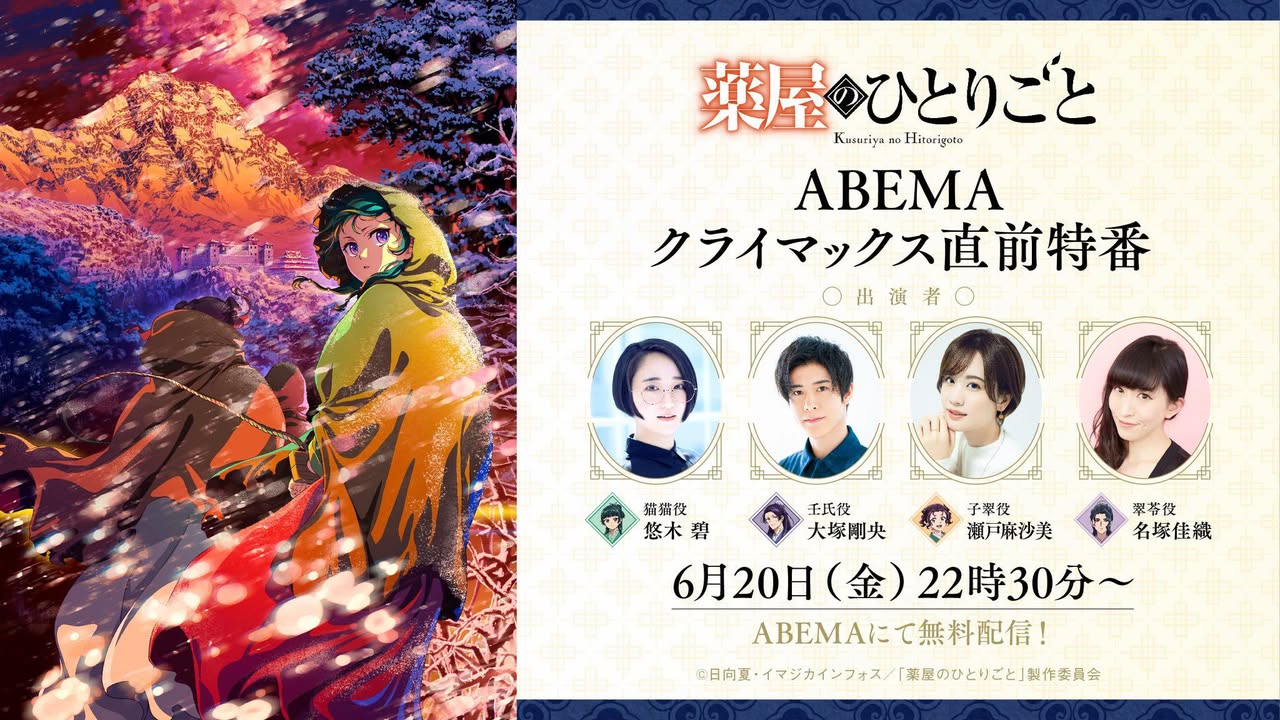 薬屋のひとりごと
Kusuriya no Hitorigoto
ABEMA
クライマックス直前特番
〇出演者〇
猫猫役
悠木 碧
壬氏役
大塚剛央
子翠役
瀬戸麻沙美
翠苓役
名塚佳織
6月20日（金）22時30分～
ABEMAにて無料配信！
©日向夏・イマジカインフォス／「薬屋のひとりごと」製作委員会